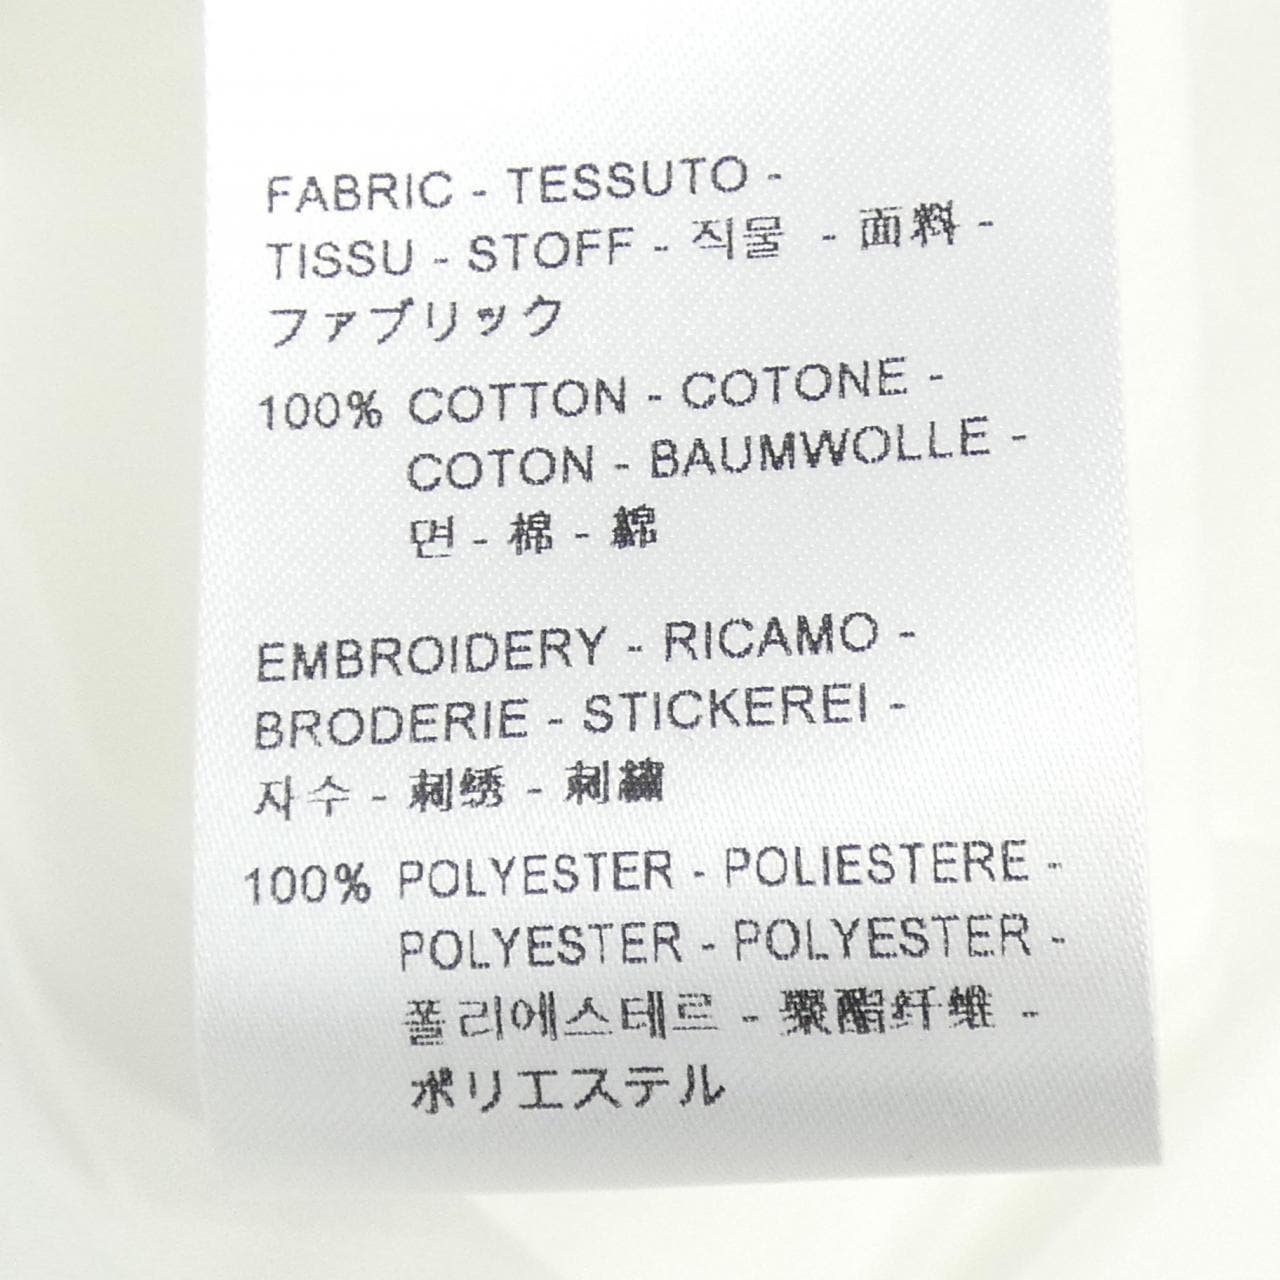 FABRIC - TESSUTO -
TISSU - STOFF - 직물 - 面料 -
ファブリック
100% COTTON - COTONE -
COTON - BAUMWOLLE -
면 - 棉 - 綿
EMBROIDERY - RICAMO -
BRODERIE - STICKEREI -
자수 - 刺绣 - 刺繍
100% POLYESTER - POLIESTERE -
POLYESTER - POLYESTER -
폴리에스테르 - 聚酯纤维 -
ポリエステル